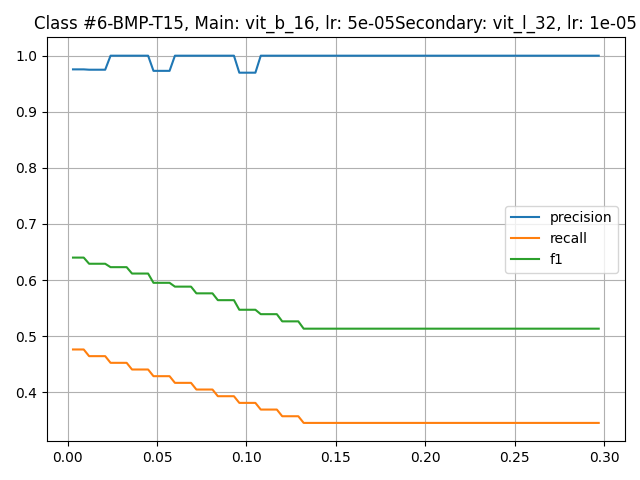 Class #6-BMP-T15, Main: vit_b_16, lr: 5e-05Secondary: vit_l_32, lr: 1e-05
1.0
0.9
0.8
0.7
0.6
0.5
0.4
precision
recall
f1
0.00 0.05 0.10 0.15 0.20 0.25 0.30